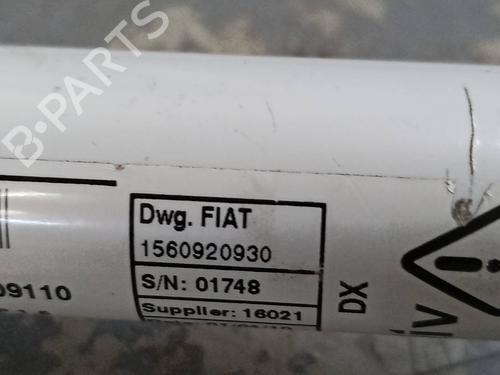 B-PARTS
Dwg. FIAT
1560920930
S/N: 01748
09110
Supplier: 16021
DX